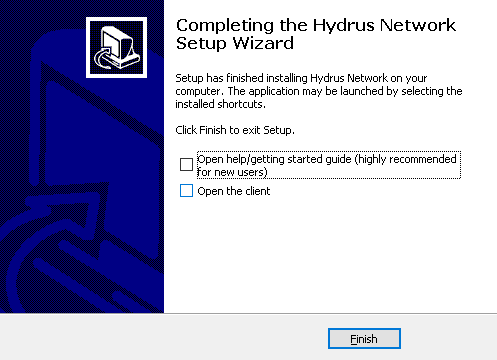 Completing the Hydrus Network
Setup Wizard
Setup has finished installing Hydrus Network on your
computer. The application may be launched by selecting the
installed shortcuts.
Click Finish to exit Setup.
Open help/getting started guide (highly recommended
for new users)
Open the client
Finish